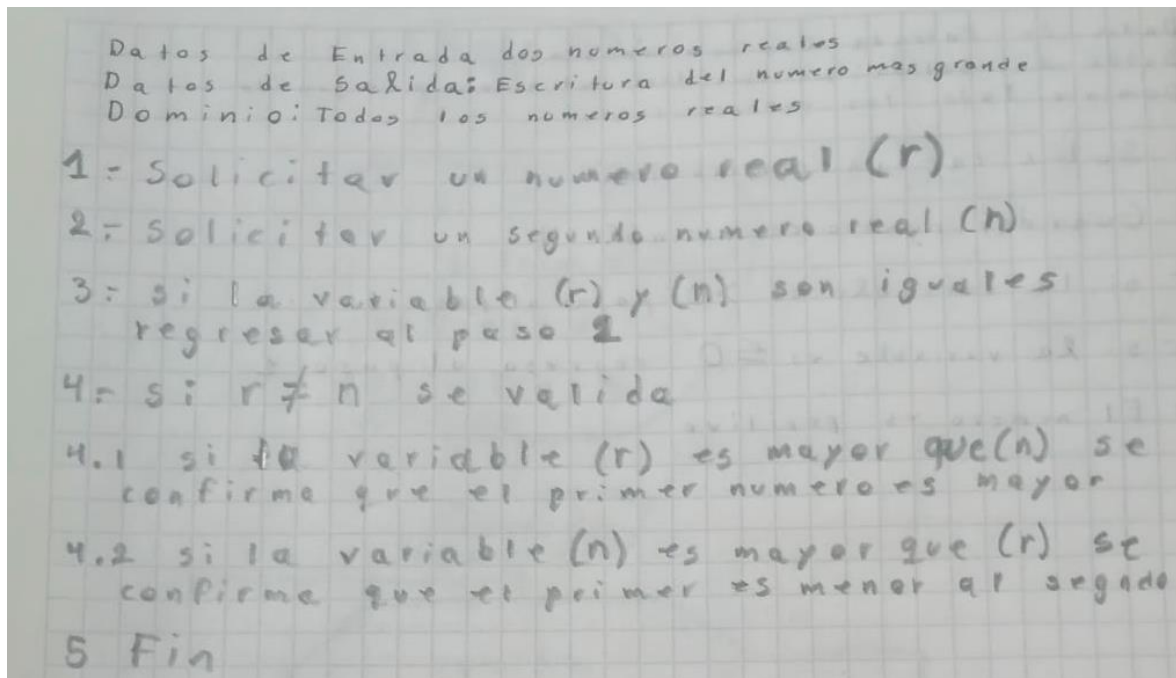 Datos de Entrada dos numeros reales
Datos de Salida: Escritura del numero mas grande
Dominio: Todos los numeros reales
1- Solicitar un numero real (r)
2- Solicitar un segundo numero real (n)
3- si la variable (r) y (n) son iguales
regresar al paso 1
4- si r ≠ n se valida
4.1 si la variable (r) es mayor que (n) se
confirma que el primer numero es mayor
4.2 si la variable (n) es mayor que (r) se
confirma que el primer es menor al segndo
5 Fin